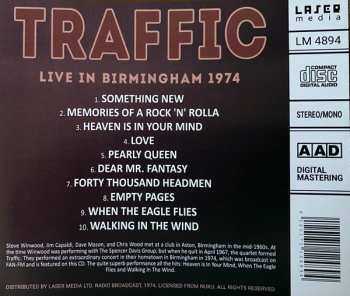 TRAFFIC
LIVE IN BIRMINGHAM 1974
1. SOMETHING NEW
2. MEMORIES OF A ROCK 'N' ROLLA
3. HEAVEN IS IN YOUR MIND
4. LOVE
5. PEARLY QUEEN
6. DEAR MR. FANTASY
7. FORTY THOUSAND HEADMEN
8. EMPTY PAGES
9. WHEN THE EAGLE FLIES
10. WALKING IN THE WIND
Steve Winwood, Jim Capaldi, Dave Mason, and Chris Wood met at a club in Aston, Birmingham in the mid-1960s. At
the time Winwood was performing with The Spencer Davis Group, but when he quit in April 1967, the quartet formed
Traffic. They performed an extraordinary concert in their hometown of Birmingham in 1974, which was broadcast on
FAN-FM and is featured on this CD. The quite superb performance all the hits: Heaven is In Your Mind, When The Eagle
Flies and Walking in The Wind.
DISTRIBUTED BY LASER MEDIA LTD. RADIO BROADCAST, 1974. LICENSED FROM NUKU. ALL RIGHTS RESERVED.
LASER
media
LM 4894
COMPACT
disc
DIGITAL AUDIO
STEREO/MONO
AAD
DIGITAL
MASTERING